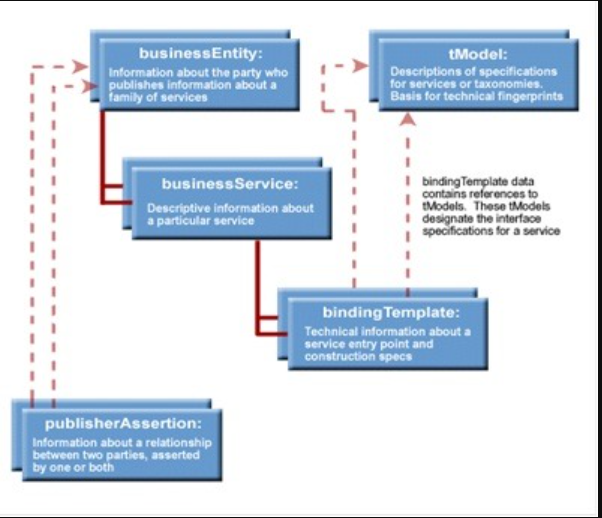 businessEntity:
Information about the party who
publishes information about a
family of services
tModel:
Descriptions of specifications
for services or taxonomies.
Basis for technical fingerprints
businessService:
Descriptive information about
a particular service
bindingTemplate data
contains references to
tModels. These tModels
designate the interface
specifications for a service
bindingTemplate:
Technical information about a
service entry point and
construction specs
publisherAssertion:
Information about a relationship
between two parties, asserted
by one or both